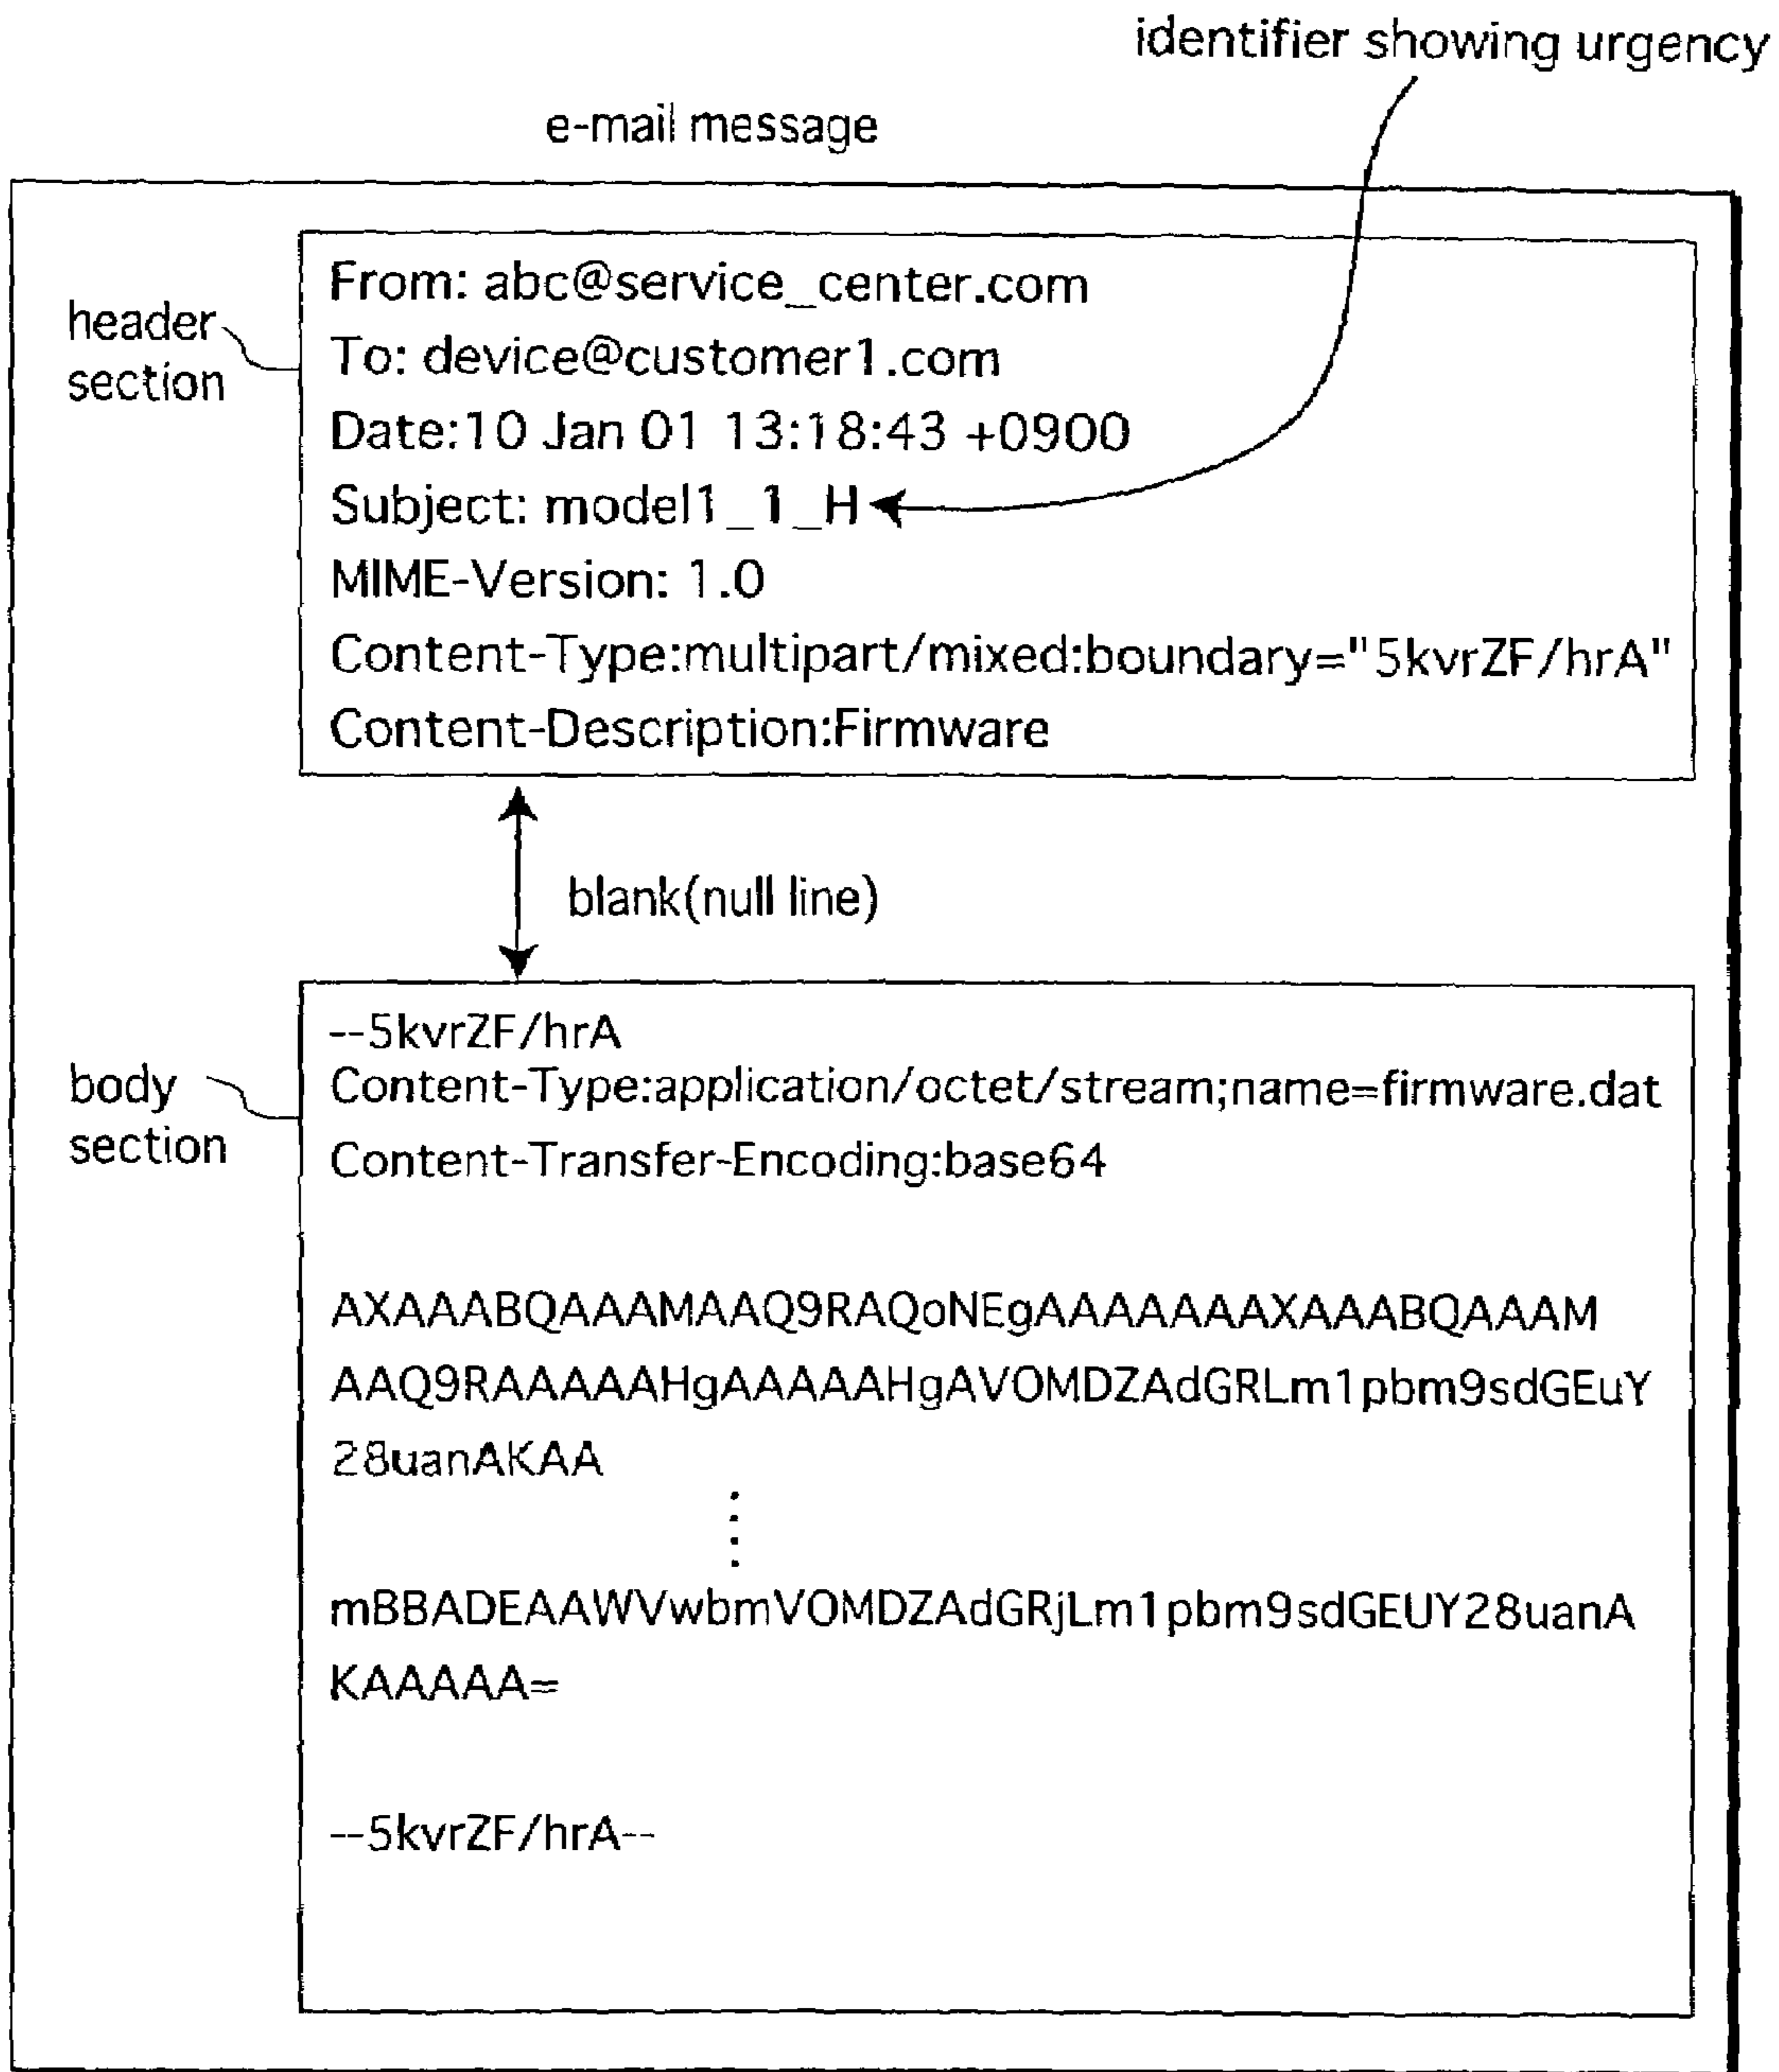 identifier showing urgency
e-mail message
header
section
From: abc@service_center.com
To: device@customer1.com
Date:10 Jan 01 13:18:43 +0900
Subject: model1_1_H
MIME-Version: 1.0
Content-Type:multipart/mixed:boundary="5kvrZF/hrA"
Content-Description:Firmware
blank(null line)
body
section
--5kvrZF/hrA
Content-Type:application/octet/stream;name=firmware.dat
Content-Transfer-Encoding:base64
AXAAABQAAAMAAQ9RAQoNEgAAAAAAAXAAABQAAAM
AAQ9RAAAAAHgAAAAAHgAVOMDZAdGRLm1pbm9sdGEuY
28uanAKAA
mBBADEAAWVwbmVOMDZAdGRjLm1pbm9sdGEUY28uanA
KAAAAA=
--5kvrZF/hrA--